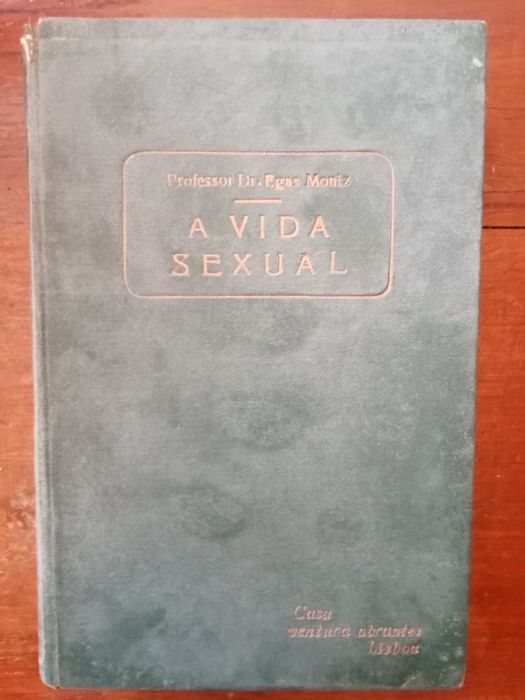 Professor Dr. Egas Moniz
A VIDA
SEXUAL
Casa
ventura abrantes
Lisboa